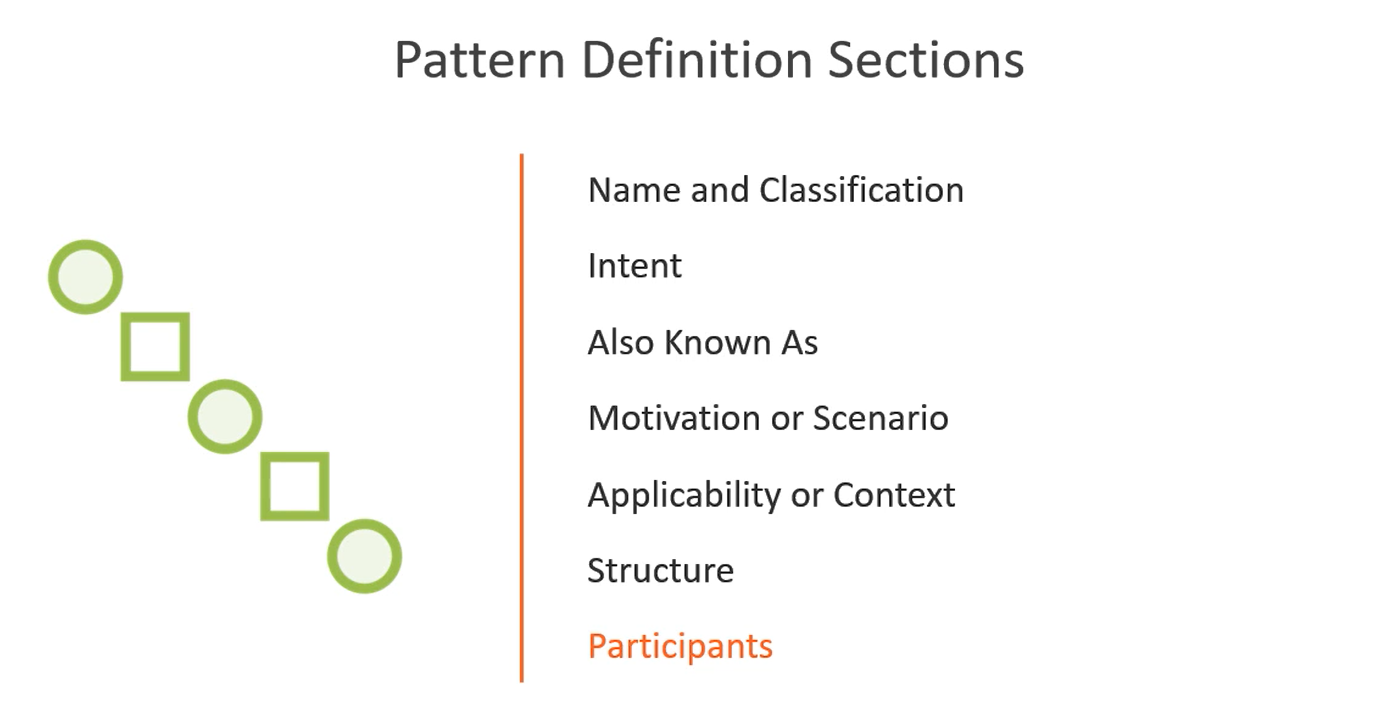 Pattern Definition Sections
Name and Classification
Intent
Also Known As
Motivation or Scenario
Applicability or Context
Structure
Participants